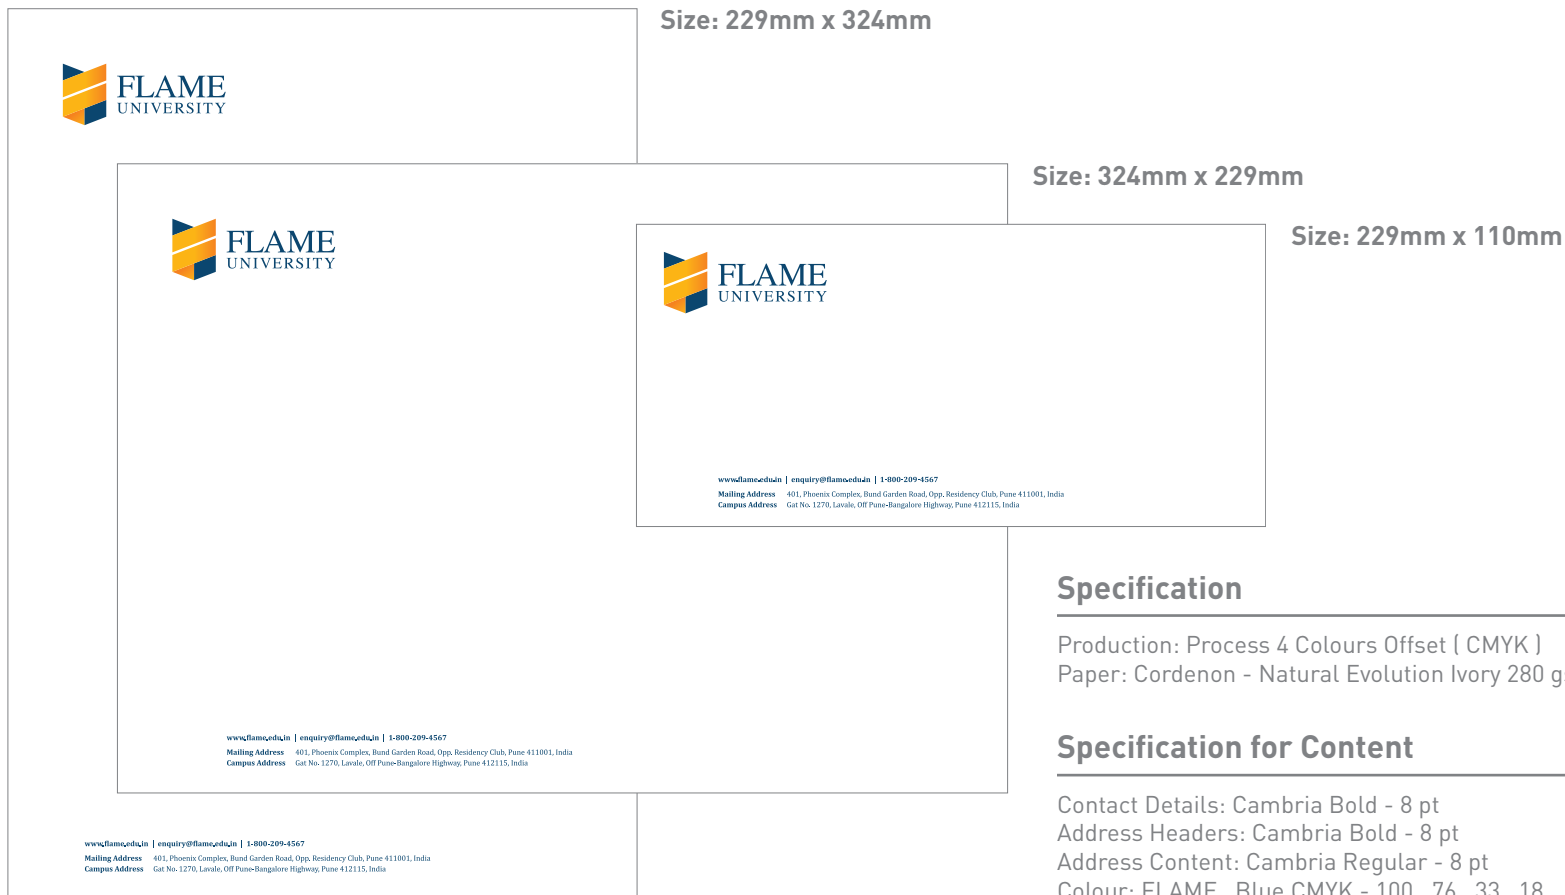 Size: 229mm x 324mm
FLAME
UNIVERSITY
Size: 324mm x 229mm
FLAME
UNIVERSITY
Size: 229mm x 110mm
FLAME
UNIVERSITY
www.flame.edu.in | enquiry@flame.edu.in | 1-800-209-4567
Mailing Address 401, Phoenix Complex, Bund Garden Road, Opp. Residency Club, Pune 411001, India
Campus Address Gat No. 1270, Lavale, Off Pune-Bangalore Highway, Pune 412115, India
Specification
Production: Process 4 Colours Offset ( CMYK )
Paper: Cordenon - Natural Evolution Ivory 280
www.flame.edu.in | enquiry@flame.edu.in | 1-800-209-4567
Mailing Address 401, Phoenix Complex, Bund Garden Road, Opp. Residency Club, Pune 411001, India
Campus Address Gat No. 1270, Lavale, Off Pune-Bangalore Highway, Pune 412115, India
Specification for Content
Contact Details: Cambria Bold - 8 pt
Address Headers: Cambria Bold - 8 pt
Address Content: Cambria Regular - 8 pt
Colour: FLAME Blue CMYK - 100 76 33 18
www.flame.edu.in | enquiry@flame.edu.in | 1-800-209-4567
Mailing Address 401, Phoenix Complex, Bund Garden Road, Opp. Residency Club, Pune 411001, India
Campus Address Gat No. 1270, Lavale, Off Pune-Bangalore Highway, Pune 412115, India